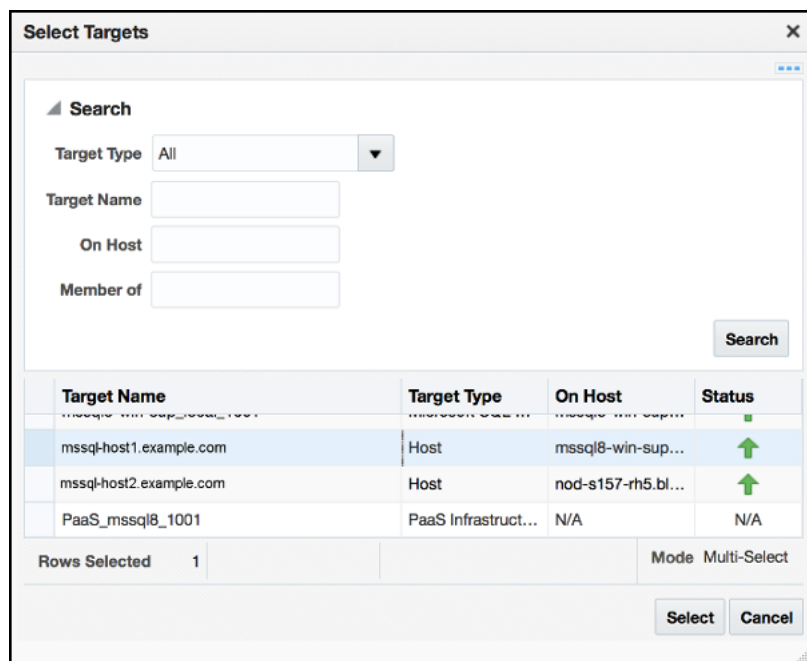 Select Targets
Search
Target Type All
Target Name
On Host
Member of
Search
Target Name Target Type On Host Status
mssql-host1.example.com Host mssql8-win-sup...
mssql-host2.example.com Host nod-s157-rh5.bl...
PaaS_mssql8_1001 PaaS Infrastruct... N/A N/A
Rows Selected 1 Mode Multi-Select
Select Cancel